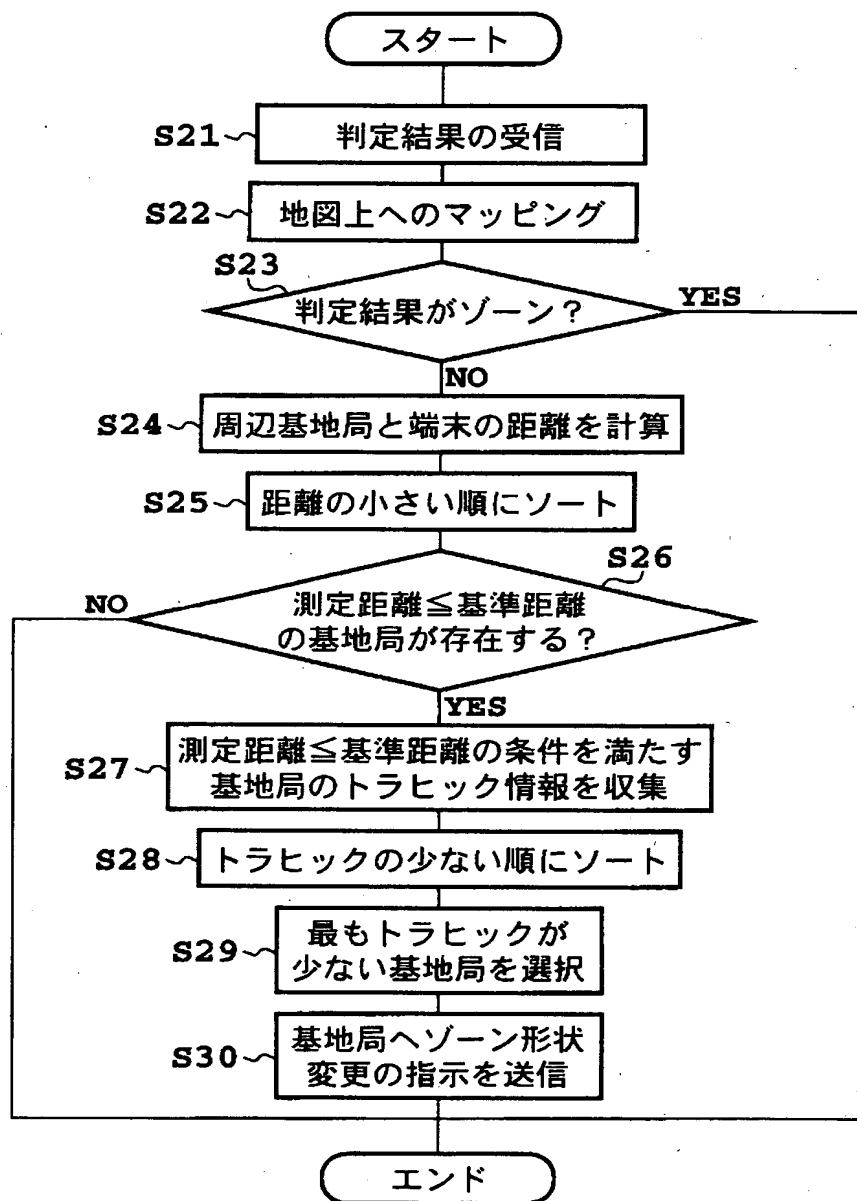 スタート
S21
判定結果の受信
S22
地図上へのマッピング
S23
判定結果がゾーン?
YES
NO
S24
周辺基地局と端末の距離を計算
S25
距離の小さい順にソート
S26
NO
測定距離≦基準距離
の基地局が存在する?
YES
S27
測定距離≦基準距離の条件を満たす
基地局のトラヒック情報を収集
S28
トラヒックの少ない順にソート
S29
最もトラヒックが
少ない基地局を選択
S30
基地局へゾーン形状
変更の指示を送信
エンド